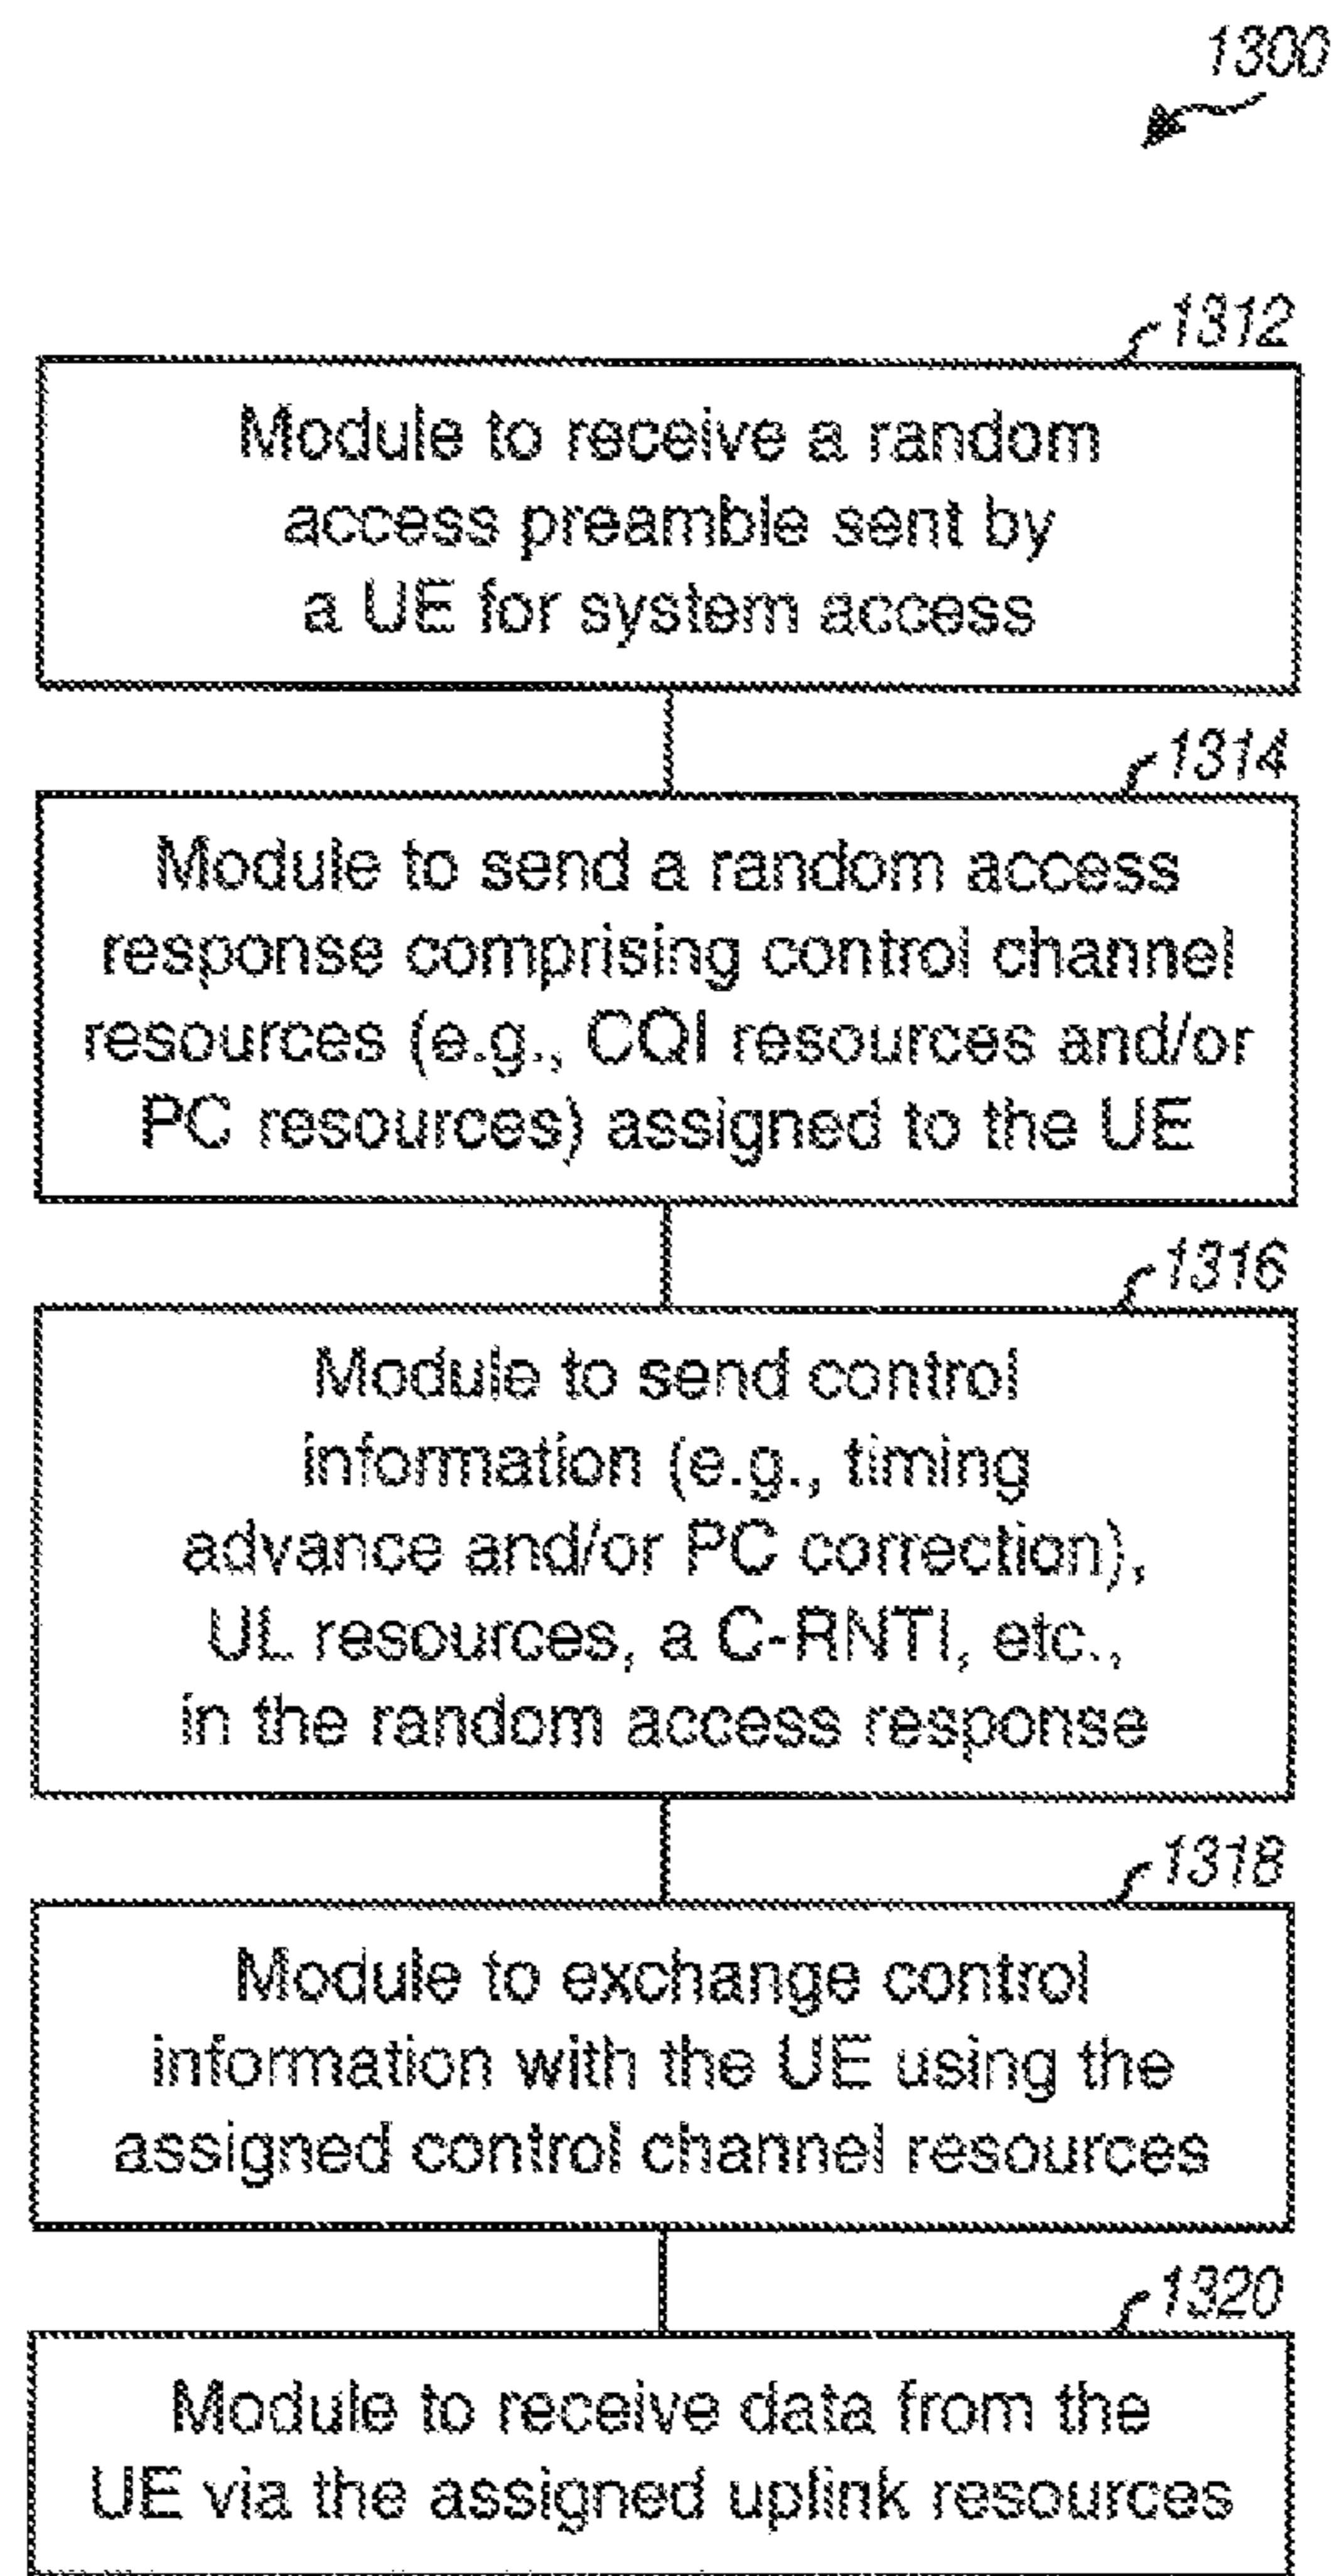 1300
1312
Module to receive a random
access preamble sent by
a UE for system access
1314
Module to send a random access
response comprising control channel
resources (e.g., CQI resources and/or
PC resources) assigned to the UE
1316
Module to send control
information (e.g., timing
advance and/or PC correction),
UL resources, a C-RNTI, etc.,
in the random access response
1318
Module to exchange control
information with the UE using the
assigned control channel resources
1320
Module to receive data from the
UE via the assigned uplink resources